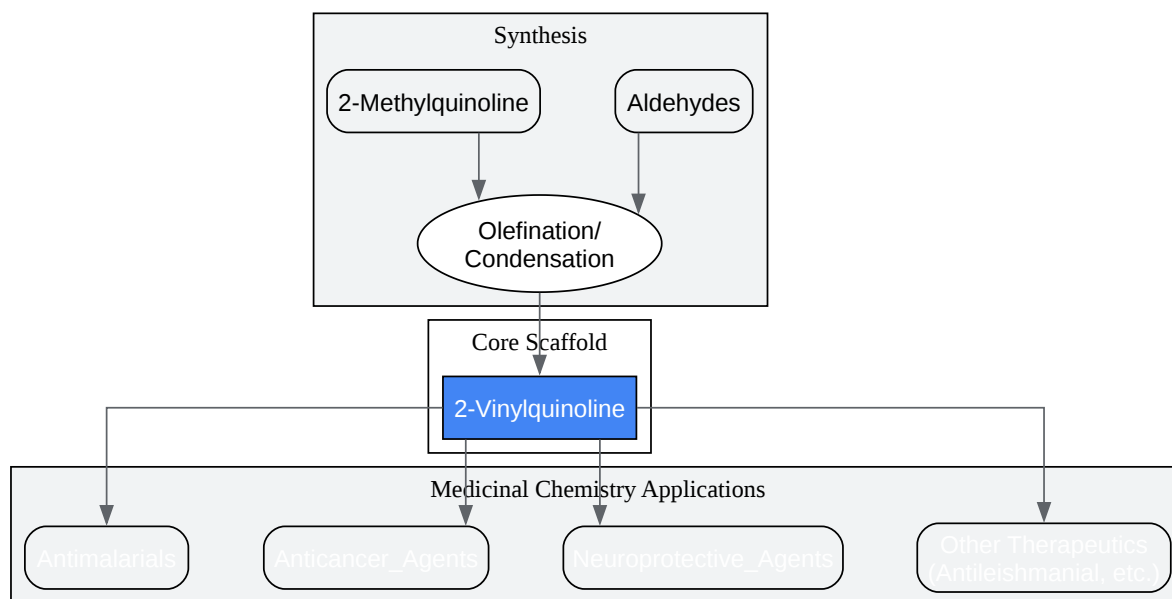 Synthesis
2-Methylquinoline
Aldehydes
Olefination/
Condensation
Core Scaffold
2-Vinylquinoline
Medicinal Chemistry Applications
Antimalarials
Anticancer_Agents
Neuroprotective_Agents
Other Therapeutics
(Antileishmanial, etc.)